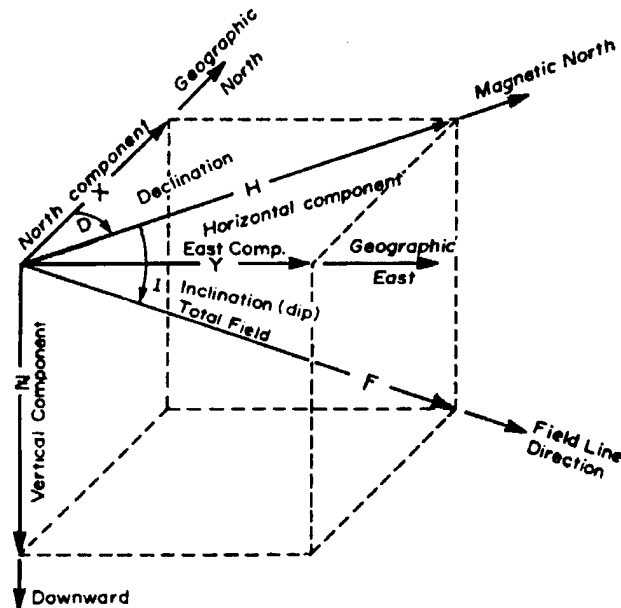 Geographic
North
Magnetic North
North component
X
Declination
H
Horizontal component
D
East Comp.
Y
Geographic
East
I
Inclination (dip)
Total Field
F
Z
Vertical Component
Field Line
Direction
Downward